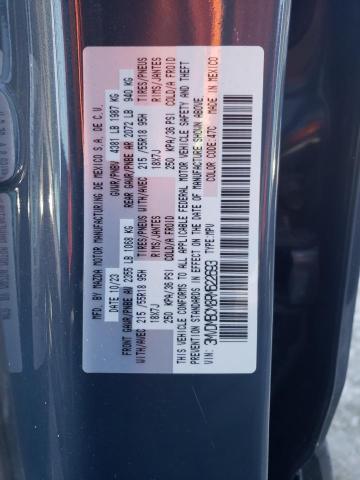 MFD. BY: MAZDA MOTOR MANUFACTURING DE MEXICO S.A. DE C.V.
DATE: 10/23 GVWR/PNBV 4381 LB 1987 KG
FRONT GAWR/PNBE AV 2355 LB 1068 KG REAR GAWR/PNBE AR 2072 LB 940 KG
WITH/AVEC 215 /55R18 95H TIRES/PNEUS WITH/AVEC 215 /55R18 95H TIRES/PNEUS
18X7J RIMS/JANTES 18X7J RIMS/JANTES
250 KPA/36 PSI COLD/A FROID 250 KPA/36 PSI COLD/A FROID
THIS VEHICLE CONFORMS TO ALL APPLICABLE FEDERAL MOTOR VEHICLE SAFETY AND THEFT
PREVENTION STANDARDS IN EFFECT ON THE DATE OF MANUFACTURE SHOWN ABOVE
TYPE:MPV COLOR CODE:47C MADE IN MEXICO
VIN: